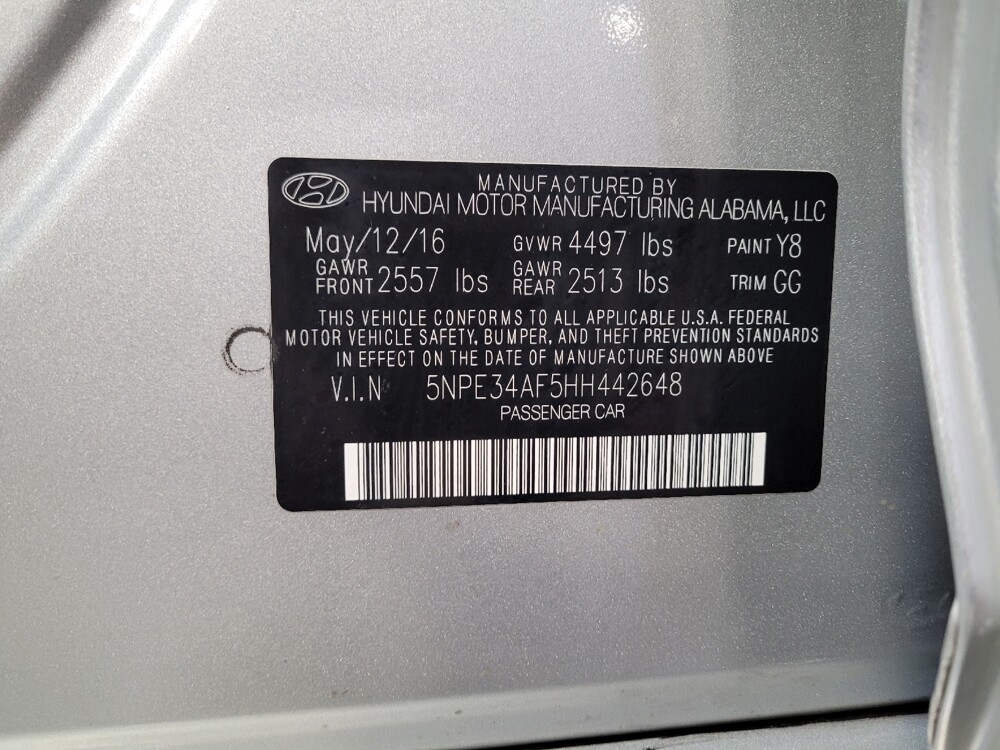 MANUFACTURED BY
HYUNDAI MOTOR MANUFACTURING ALABAMA, LLC
May/12/16 GVWR 4497 lbs PAINT Y8
GAWR FRONT 2557 lbs GAWR REAR 2513 lbs TRIM GG
THIS VEHICLE CONFORMS TO ALL APPLICABLE U.S.A. FEDERAL
MOTOR VEHICLE SAFETY, BUMPER, AND THEFT PREVENTION STANDARDS
IN EFFECT ON THE DATE OF MANUFACTURE SHOWN ABOVE
V.I.N 5NPE34AF5HH442648
PASSENGER CAR